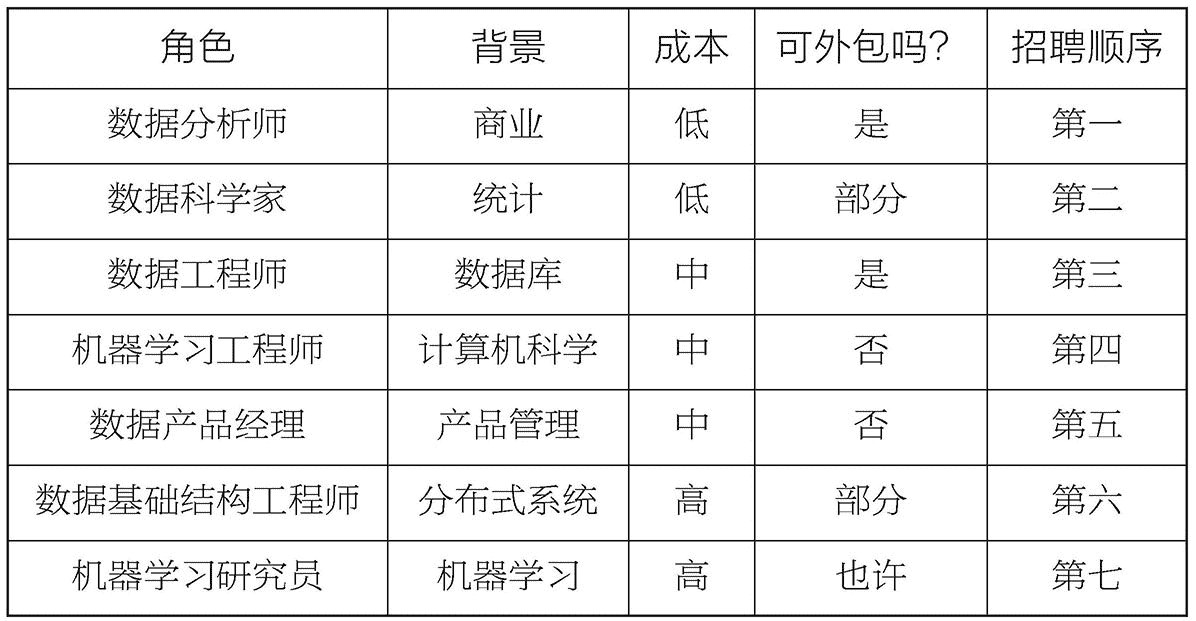 角色 背景 成本 可外包吗? 招聘顺序
数据分析师 商业 低 是 第一
数据科学家 统计 低 部分 第二
数据工程师 数据库 中 是 第三
机器学习工程师 计算机科学 中 否 第四
数据产品经理 产品管理 中 否 第五
数据基础结构工程师 分布式系统 高 部分 第六
机器学习研究员 机器学习 高 也许 第七